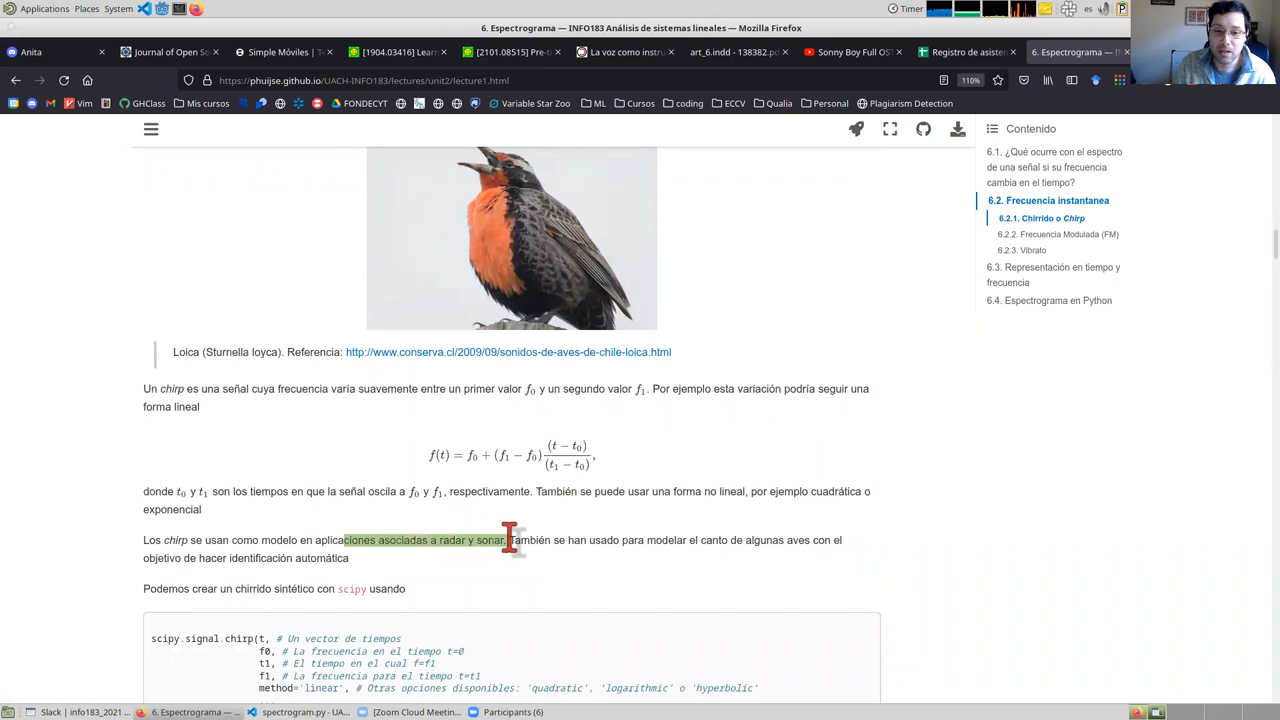 Applications Places System Timer es
6. Espectrograma — INFO183 Análisis de sistemas lineales — Mozilla Firefox
Anita Journal of Open So Simple Móviles | T [1904.03416] Lear [2101.08515] Pre-t La voz como instru art_6.indd - 138382.pd Sonny Boy Full OST Registro de asisten 6. Espectrograma —
https://phuijse.github.io/UACH-INFO183/lectures/unit2/lecture1.html 110%
Vim GHClass Mis cursos FONDECYT Variable Star Zoo ML Cursos coding ECCV Qualia Personal Plagiarism Detection
Contenido
6.1. ¿Qué ocurre con el espectro
de una señal si su frecuencia
cambia en el tiempo?
6.2. Frecuencia instantanea
6.2.1. Chirrido o Chirp
6.2.2. Frecuencia Modulada (FM)
6.2.3. Vibrato
6.3. Representación en tiempo y
frecuencia
6.4. Espectrograma en Python
Loica (Sturnella loyca). Referencia: http://www.conserva.cl/2009/09/sonidos-de-aves-de-chile-loica.html
Un chirp es una señal cuya frecuencia varía suavemente entre un primer valor f₀ y un segundo valor f₁. Por ejemplo esta variación podría seguir una
forma lineal
f(t) = f₀ + (f₁ − f₀) (t − t₀) / (t₁ − t₀),
donde t₀ y t₁ son los tiempos en que la señal oscila a f₀ y f₁, respectivamente. También se puede usar una forma no lineal, por ejemplo cuadrática o
exponencial
Los chirp se usan como modelo en aplicaciones asociadas a radar y sonar. También se han usado para modelar el canto de algunas aves con el
objetivo de hacer identificación automática
Podemos crear un chirrido sintético con scipy usando
scipy.signal.chirp(t, # Un vector de tiempos
f0, # La frecuencia en el tiempo t=0
t1, # El tiempo en el cual f=f1
f1, # La frecuencia para el tiempo t=t1
method='linear', # Otras opciones disponibles: 'quadratic', 'logarithmic' o 'hyperbolic'
Slack | info183_2021 ... 6. Espectrograma — ... spectrogram.py - UA... [Zoom Cloud Meetin... Participants (6)